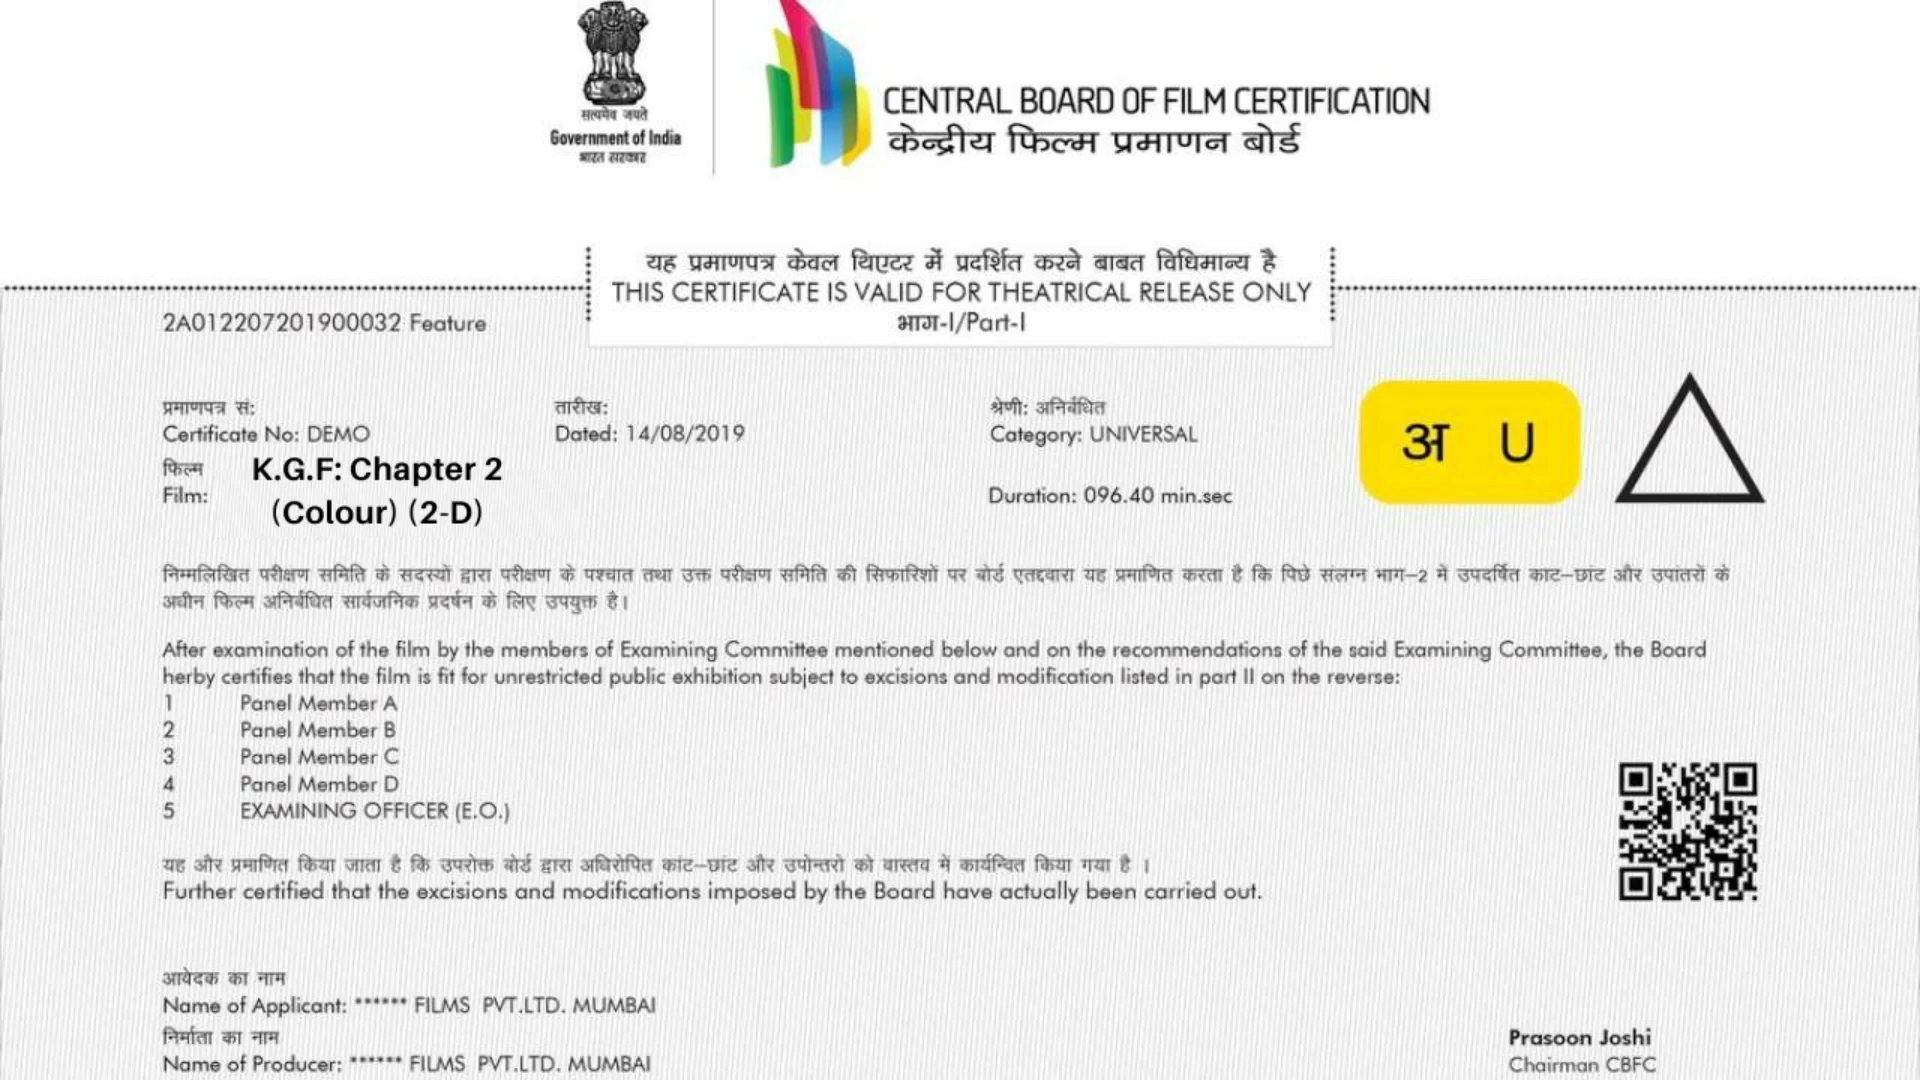 सत्यमेव जयते
Government of India
भारत सरकार
CENTRAL BOARD OF FILM CERTIFICATION
केन्द्रीय फिल्म प्रमाणन बोर्ड
यह प्रमाणपत्र केवल थिएटर में प्रदर्शित करने बाबत विधिमान्य है
THIS CERTIFICATE IS VALID FOR THEATRICAL RELEASE ONLY
भाग-I/Part-I
2A012207201900032 Feature
प्रमाणपत्र सं:
Certificate No: DEMO
तारीख:
Dated: 14/08/2019
श्रेणी: अनिर्बंधित
Category: UNIVERSAL
अ U
फिल्म
Film:
K.G.F: Chapter 2
(Colour) (2-D)
Duration: 096.40 min.sec
निम्मलिखित परीक्षण समिति के सदस्यों द्वारा परीक्षण के पश्चात तथा उक्त परीक्षण समिति की सिफारिशों पर बोर्ड एतद्दवारा यह प्रमाणित करता है कि पिछे संलग्न भाग–2 में उपदर्षित काट–छांट और उपांतरों के
अधीन फिल्म अनिर्बंधित सार्वजनिक प्रदर्षन के लिए उपयुक्त है।
After examination of the film by the members of Examining Committee mentioned below and on the recommendations of the said Examining Committee, the Board
herby certifies that the film is fit for unrestricted public exhibition subject to excisions and modification listed in part II on the reverse:
1 Panel Member A
2 Panel Member B
3 Panel Member C
4 Panel Member D
5 EXAMINING OFFICER (E.O.)
यह और प्रमाणित किया जाता है कि उपरोक्त बोर्ड द्वारा अधिरोपित कांट–छांट और उपोन्तरो को वास्तव में कार्यन्वित किया गया है ।
Further certified that the excisions and modifications imposed by the Board have actually been carried out.
आवेदक का नाम
Name of Applicant: ****** FILMS PVT.LTD. MUMBAI
निर्माता का नाम
Name of Producer: ****** FILMS PVT.LTD. MUMBAI
Prasoon Joshi
Chairman CBFC